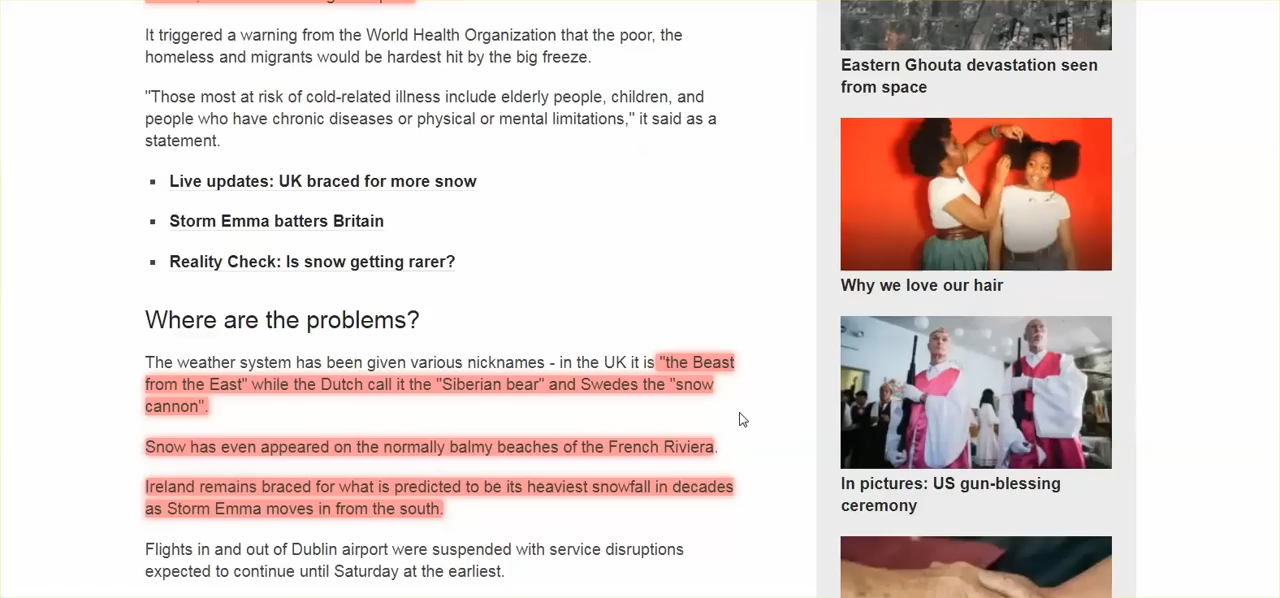 It triggered a warning from the World Health Organization that the poor, the
homeless and migrants would be hardest hit by the big freeze.
"Those most at risk of cold-related illness include elderly people, children, and
people who have chronic diseases or physical or mental limitations," it said as a
statement.
Live updates: UK braced for more snow
Storm Emma batters Britain
Reality Check: Is snow getting rarer?
Where are the problems?
The weather system has been given various nicknames - in the UK it is "the Beast
from the East" while the Dutch call it the "Siberian bear" and Swedes the "snow
cannon".
Snow has even appeared on the normally balmy beaches of the French Riviera.
Ireland remains braced for what is predicted to be its heaviest snowfall in decades
as Storm Emma moves in from the south.
Flights in and out of Dublin airport were suspended with service disruptions
expected to continue until Saturday at the earliest.
Eastern Ghouta devastation seen
from space
Why we love our hair
In pictures: US gun-blessing
ceremony